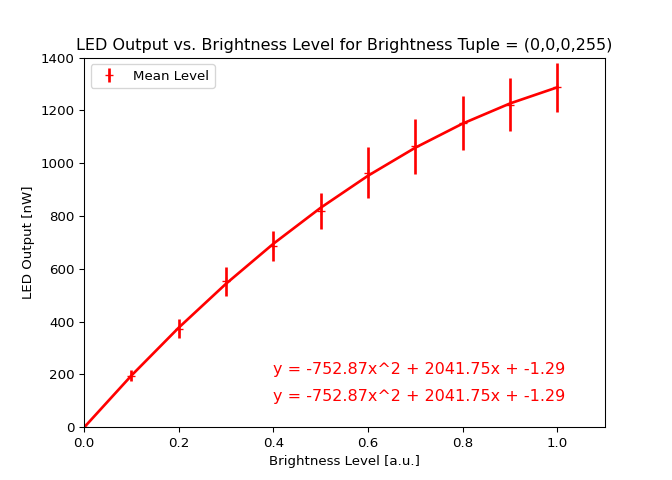 LED Output vs. Brightness Level for Brightness Tuple = (0,0,0,255)
Mean Level
1400
1200
1000
800
600
400
200
0
LED Output [nW]
y = -752.87x^2 + 2041.75x + -1.29
y = -752.87x^2 + 2041.75x + -1.29
0.0 0.2 0.4 0.6 0.8 1.0
Brightness Level [a.u.]